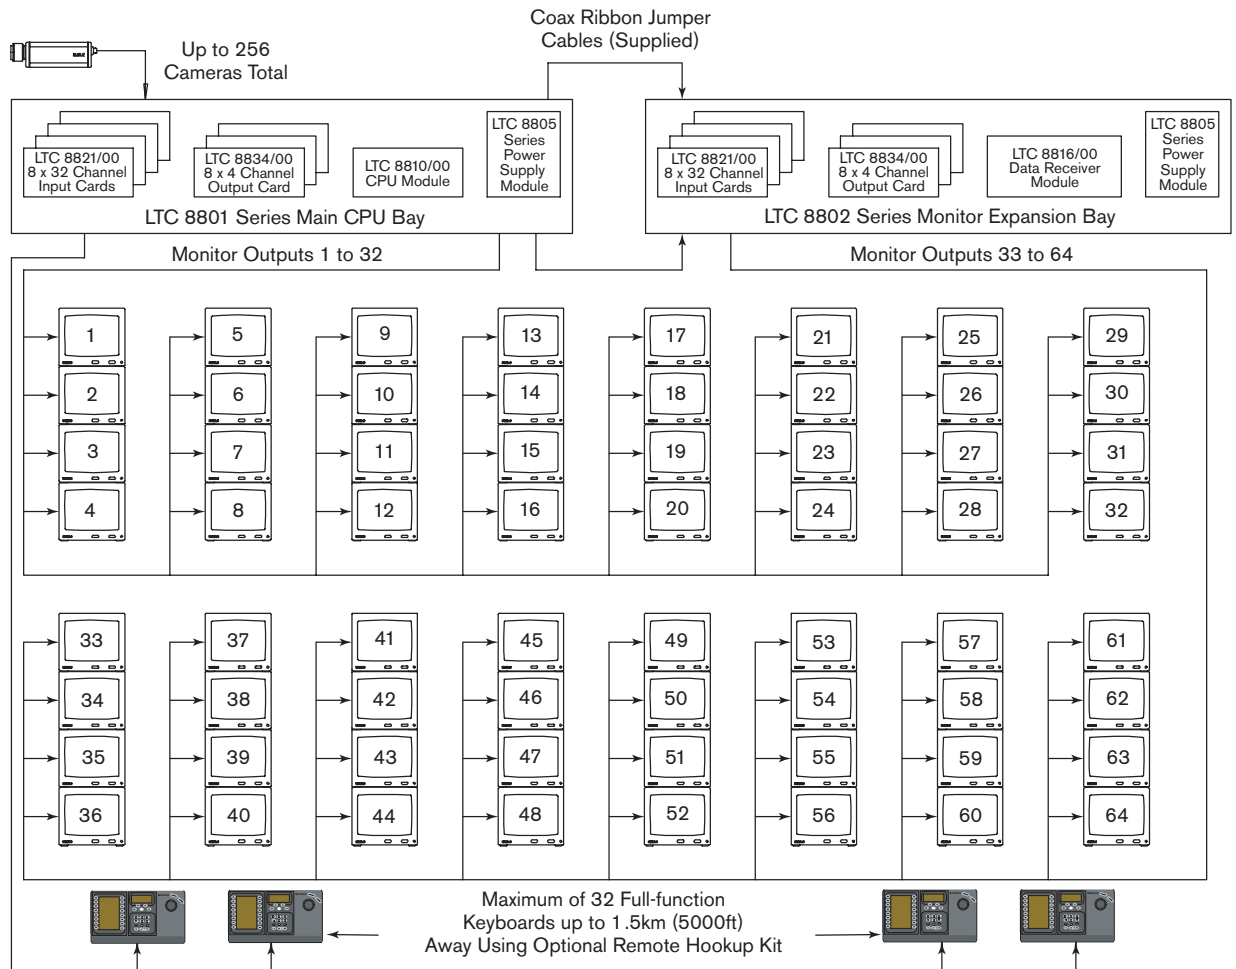 Coax Ribbon Jumper
Cables (Supplied)
Up to 256
Cameras Total
LTC 8821/00
8 x 32 Channel
Input Cards
LTC 8834/00
8 x 4 Channel
Output Card
LTC 8810/00
CPU Module
LTC 8805
Series
Power
Supply
Module
LTC 8801 Series Main CPU Bay
LTC 8821/00
8 x 32 Channel
Input Cards
LTC 8834/00
8 x 4 Channel
Output Card
LTC 8816/00
Data Receiver
Module
LTC 8805
Series
Power
Supply
Module
LTC 8802 Series Monitor Expansion Bay
Monitor Outputs 1 to 32
Monitor Outputs 33 to 64
1 5 9 13 17 21 25 29
2 6 10 14 18 22 26 30
3 7 11 15 19 23 27 31
4 8 12 16 20 24 28 32
33 37 41 45 49 53 57 61
34 38 42 46 50 54 58 62
35 39 43 47 51 55 59 63
36 40 44 48 52 56 60 64
Maximum of 32 Full-function
Keyboards up to 1.5km (5000ft)
Away Using Optional Remote Hookup Kit